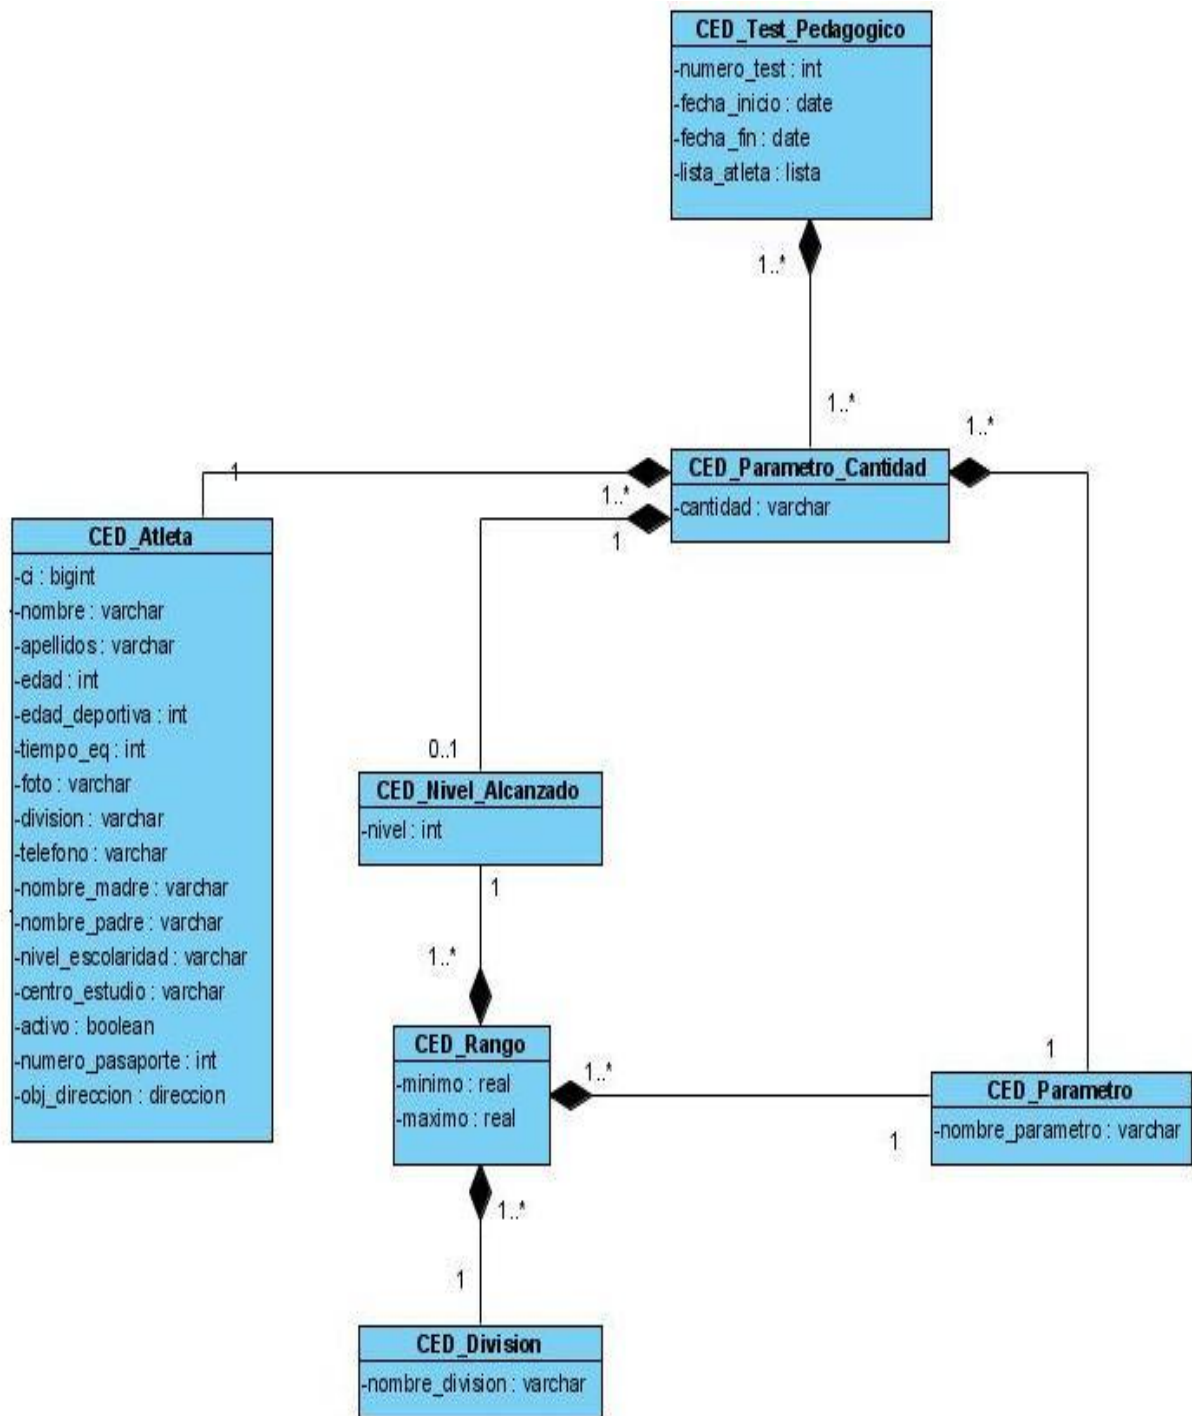 CED_Test_Pedagogico
-numero_test : int
-fecha_inicio : date
-fecha_fin : date
-lista_atleta : lista
1..*
1..*
1..*
CED_Parametro_Cantidad
-cantidad : varchar
1
1..*
1
CED_Atleta
-ci : bigint
-nombre : varchar
-apellidos : varchar
-edad : int
-edad_deportiva : int
-tiempo_eq : int
-foto : varchar
-division : varchar
-telefono : varchar
-nombre_madre : varchar
-nombre_padre : varchar
-nivel_escolaridad : varchar
-centro_estudio : varchar
-activo : boolean
-numero_pasaporte : int
-obj_direccion : direccion
0..1
CED_Nivel_Alcanzado
-nivel : int
1
1..*
CED_Rango
-minimo : real
-maximo : real
1..*
1
1
CED_Parametro
-nombre_parametro : varchar
1..*
1
CED_Division
-nombre_division : varchar